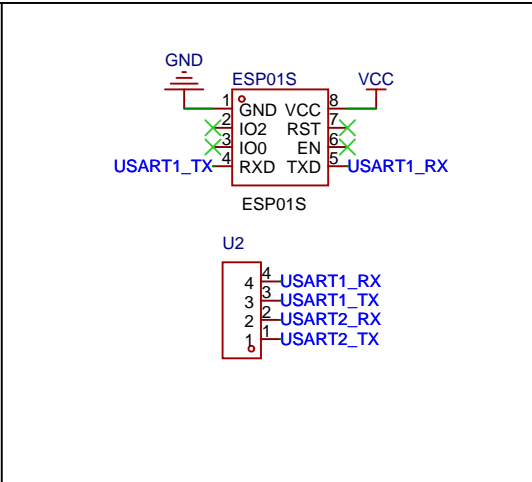 GND
ESP01S
VCC
1 GND VCC 8
2 IO2 RST 7
3 IO0 EN 6
USART1_TX 4 RXD TXD 5 USART1_RX
ESP01S
U2
4 4 USART1_RX
3 3 USART1_TX
2 2 USART2_RX
1 1 USART2_TX